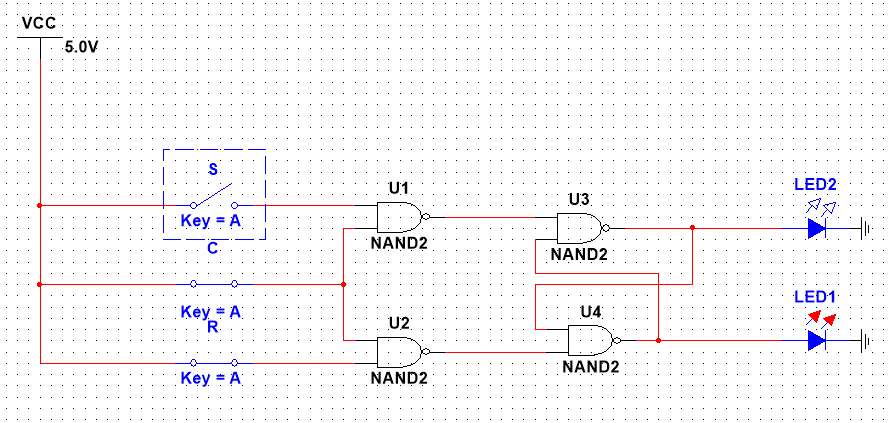 VCC
5.0V
S
Key = A
C
Key = A
R
Key = A
U1
NAND2
U2
NAND2
U3
NAND2
U4
NAND2
LED2
LED1